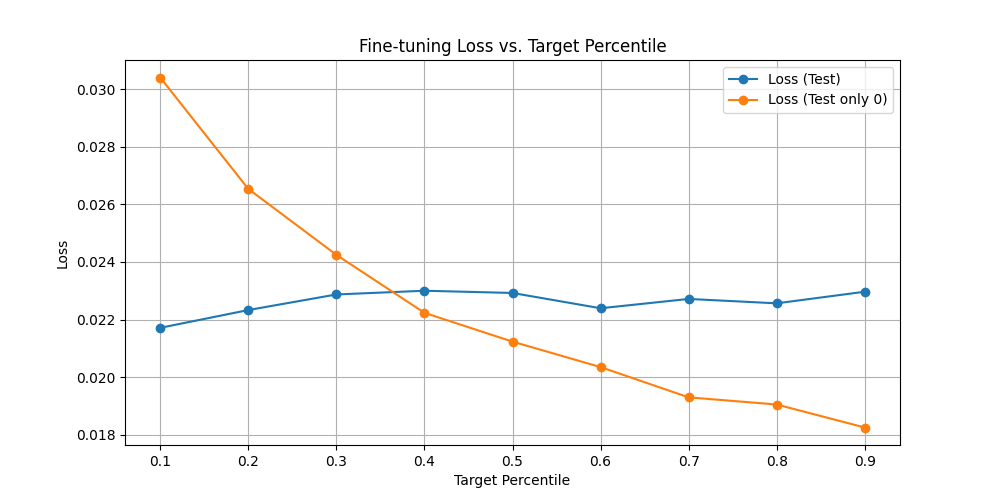 Fine-tuning Loss vs. Target Percentile
Loss (Test)
Loss (Test only 0)
Loss
0.030
0.028
0.026
0.024
0.022
0.020
0.018
0.1 0.2 0.3 0.4 0.5 0.6 0.7 0.8 0.9
Target Percentile